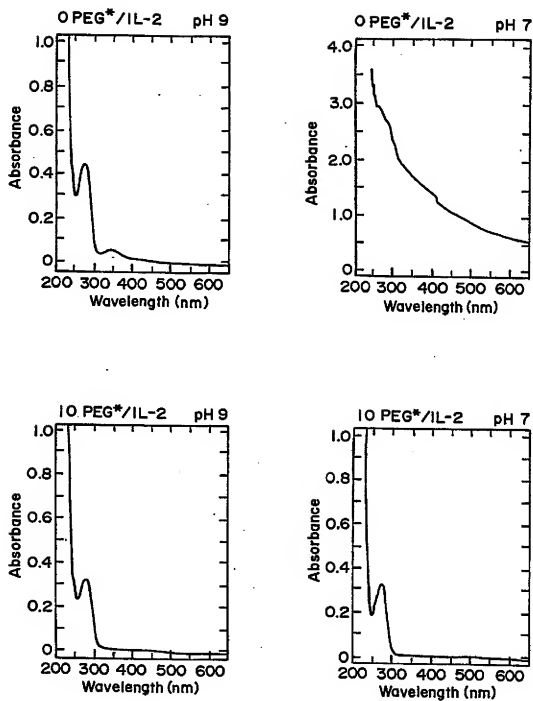 0 PEG*/IL-2 pH 9
1.0
0.8
0.6
0.4
0.2
0
Absorbance
200 300 400 500 600
Wavelength (nm)
0 PEG*/IL-2 pH 7
4.0
3.0
2.0
1.0
0
Absorbance
200 300 400 500 600
Wavelength (nm)
10 PEG*/IL-2 pH 9
1.0
0.8
0.6
0.4
0.2
0
Absorbance
200 300 400 500 600
Wavelength (nm)
10 PEG*/IL-2 pH 7
1.0
0.8
0.6
0.4
0.2
0
Absorbance
200 300 400 500 600
Wavelength (nm)